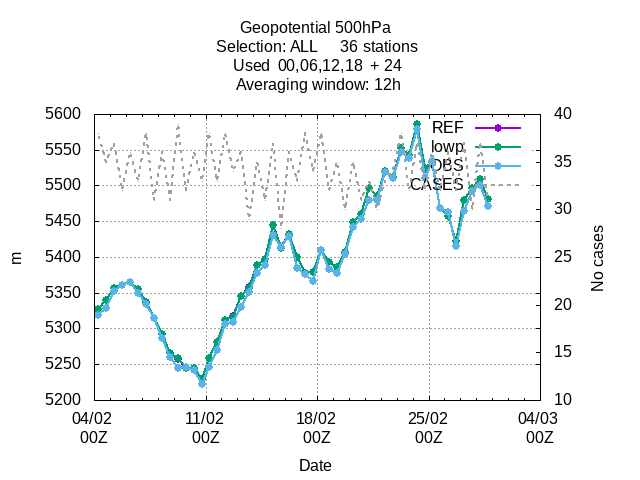 Geopotential 500hPa
Selection: ALL 36 stations
Used 00,06,12,18 + 24
Averaging window: 12h
5600
5550
5500
5450
5400
5350
5300
5250
5200
m
40
35
30
25
20
15
10
No cases
REF
lowp
OBS
CASES
04/02 11/02 18/02 25/02 04/03
00Z 00Z 00Z 00Z 00Z
Date